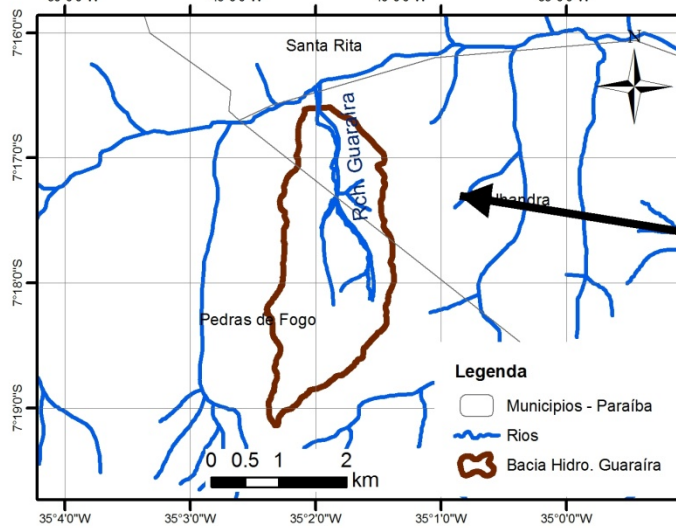 7°16'0"S
Santa Rita
N
7°17'0"S
Rch. Guaraíra
lhandra
7°18'0"S
Pedras de Fogo
7°19'0"S
Legenda
Municipios - Paraíba
Rios
Bacia Hidro. Guaraíra
0 0.5 1 2
km
35°4'0"W 35°3'0"W 35°2'0"W 35°1'0"W 35°0'0"W